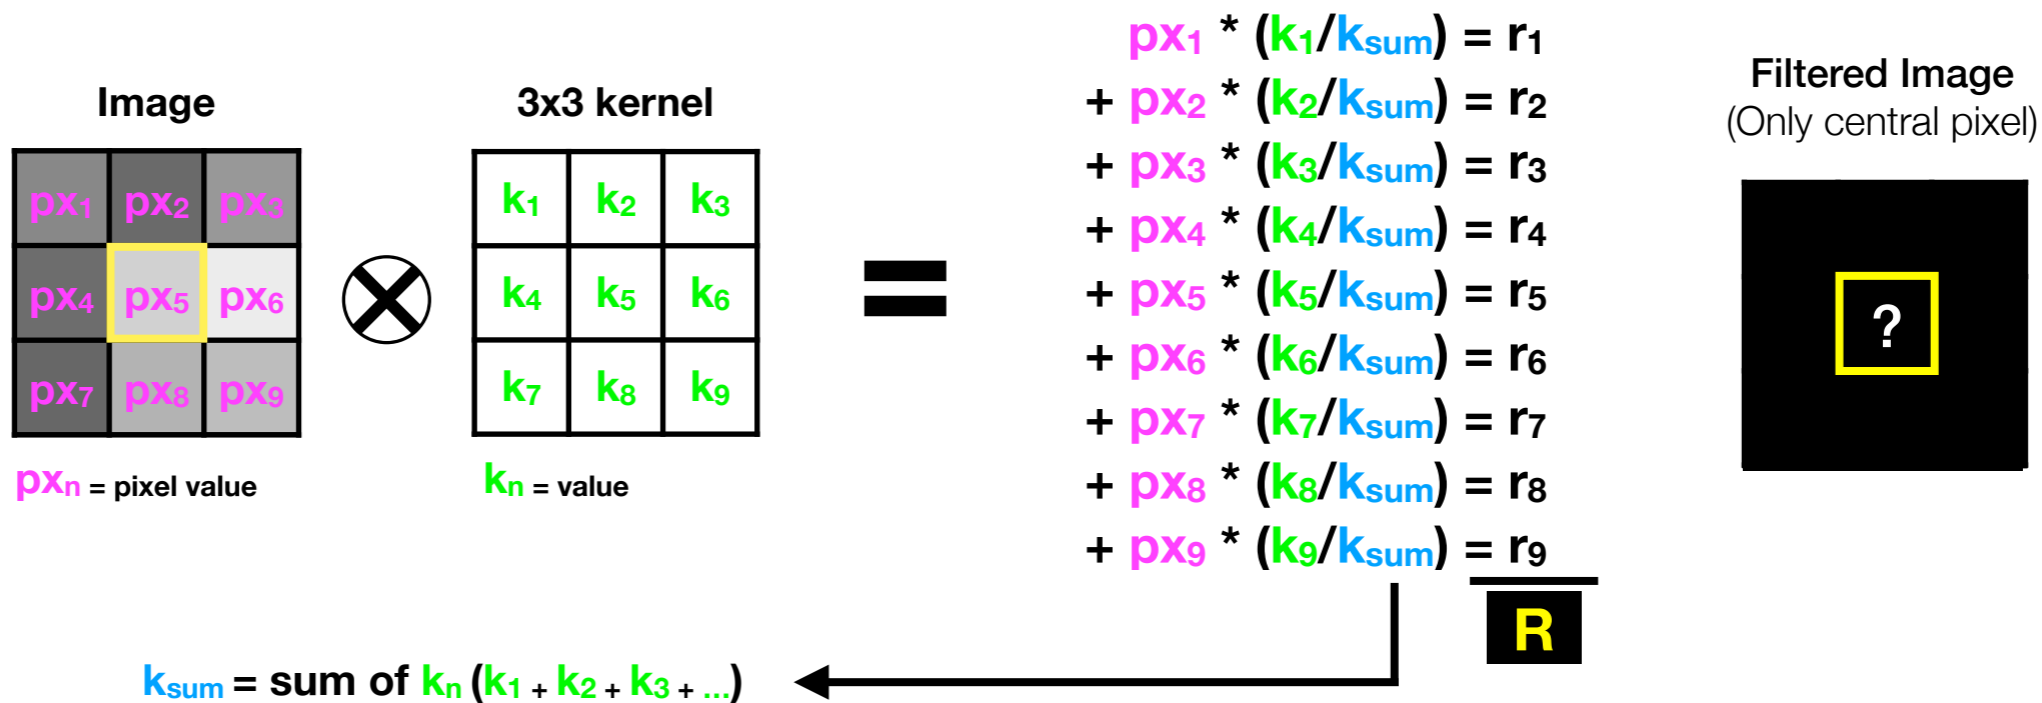 Image
px1 px2 px3
px4 px5 px6
px7 px8 px9
pxn = pixel value
3x3 kernel
k1 k2 k3
k4 k5 k6
k7 k8 k9
kn = value
=
px1 * (k1/ksum) = r1
+ px2 * (k2/ksum) = r2
+ px3 * (k3/ksum) = r3
+ px4 * (k4/ksum) = r4
+ px5 * (k5/ksum) = r5
+ px6 * (k6/ksum) = r6
+ px7 * (k7/ksum) = r7
+ px8 * (k8/ksum) = r8
+ px9 * (k9/ksum) = r9
R
ksum = sum of kn (k1 + k2 + k3 + ...)
Filtered Image
(Only central pixel)
?